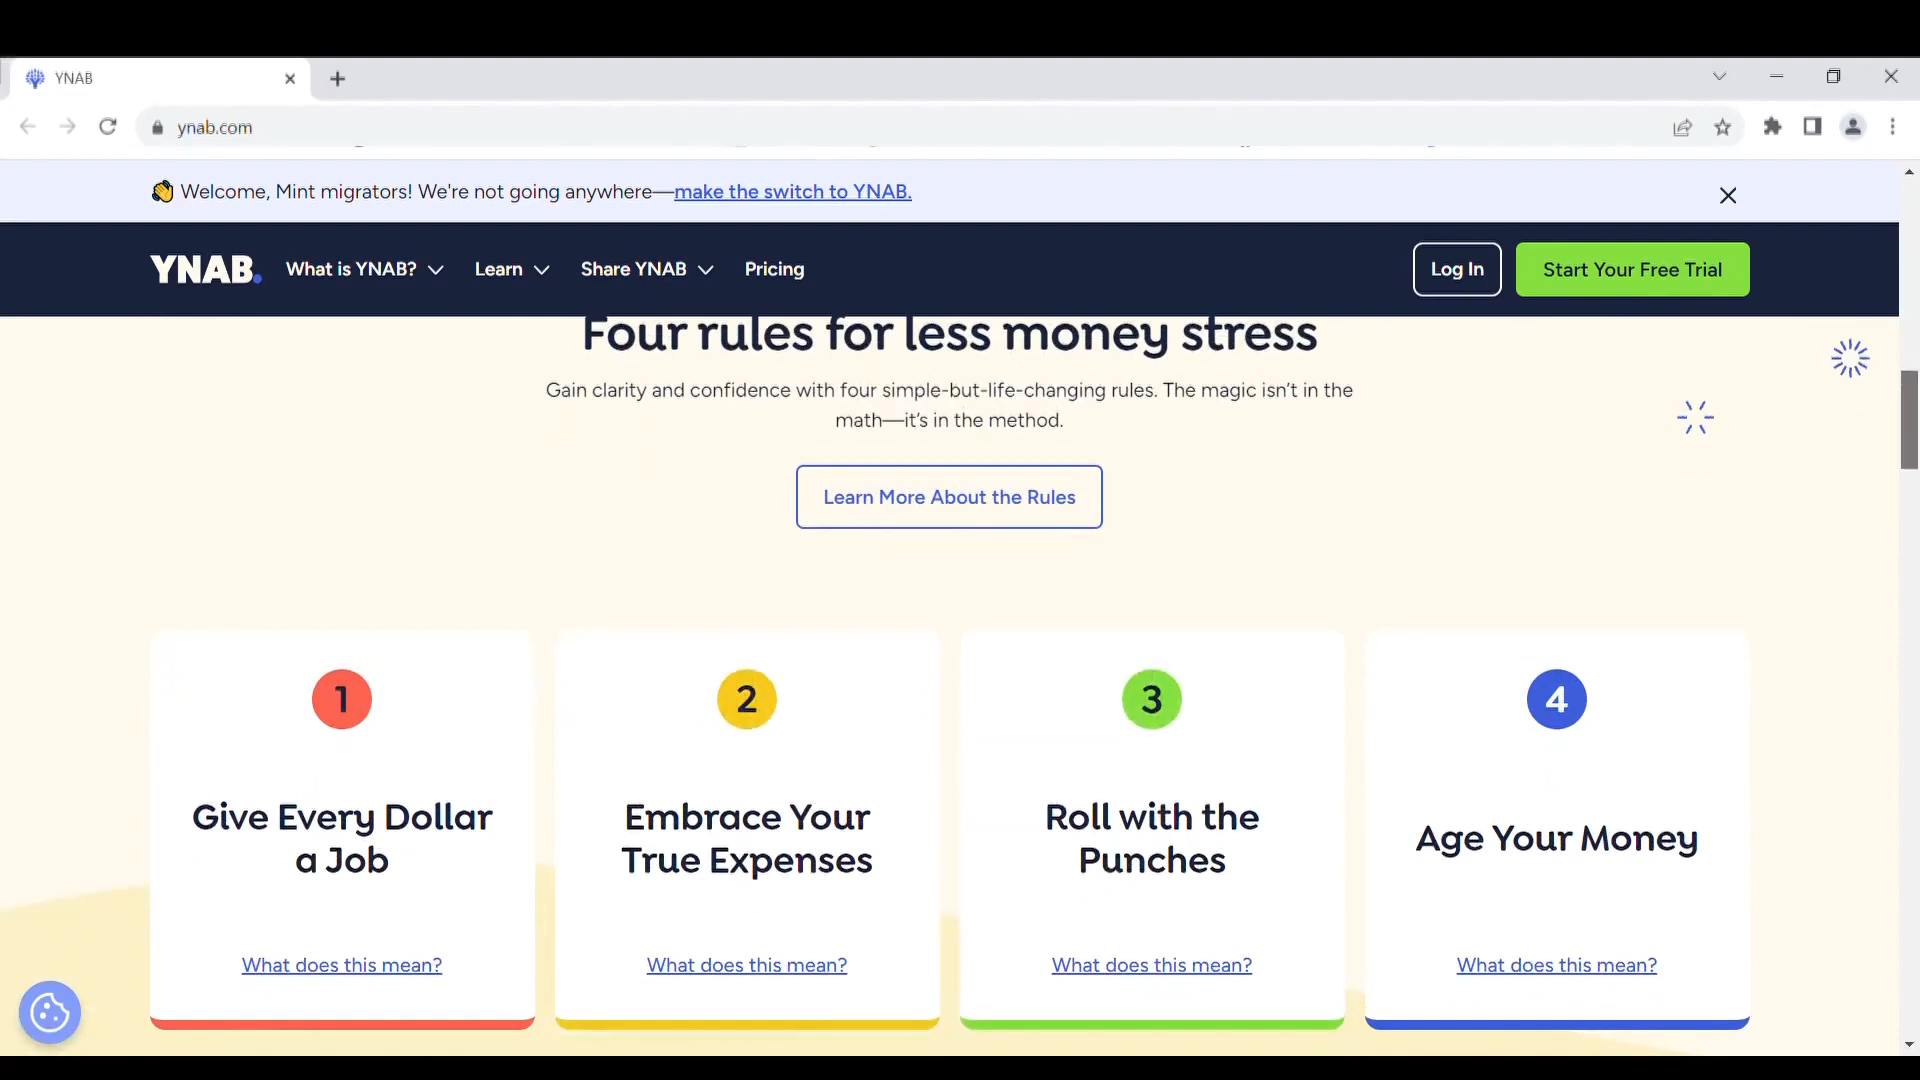 YNAB
ynab.com
👋 Welcome, Mint migrators! We're not going anywhere—make the switch to YNAB.
YNAB. What is YNAB? Learn Share YNAB Pricing Log In Start Your Free Trial
Four rules for less money stress
Gain clarity and confidence with four simple-but-life-changing rules. The magic isn’t in the
math—it’s in the method.
Learn More About the Rules
1
Give Every Dollar
a Job
What does this mean?
2
Embrace Your
True Expenses
What does this mean?
3
Roll with the
Punches
What does this mean?
4
Age Your Money
What does this mean?